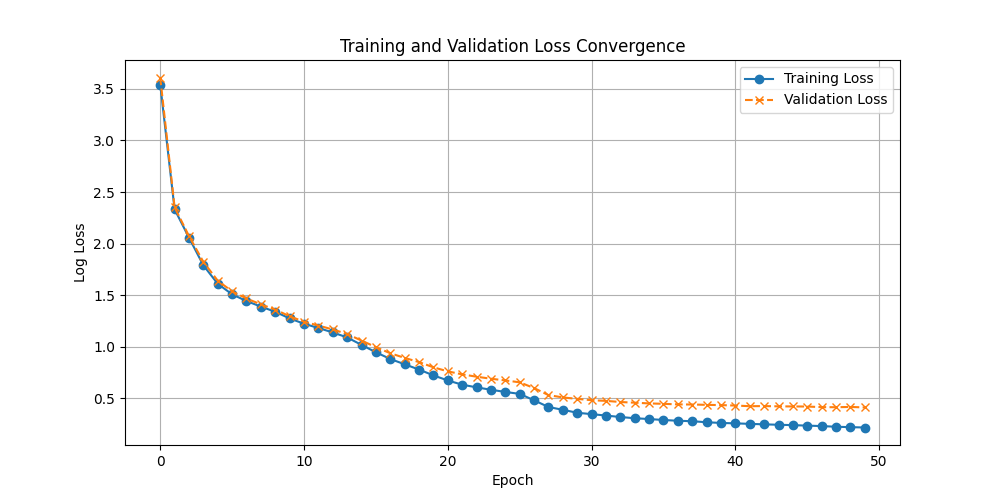 Training and Validation Loss Convergence
Training Loss
Validation Loss
3.5
3.0
2.5
2.0
1.5
1.0
0.5
Log Loss
0 10 20 30 40 50
Epoch